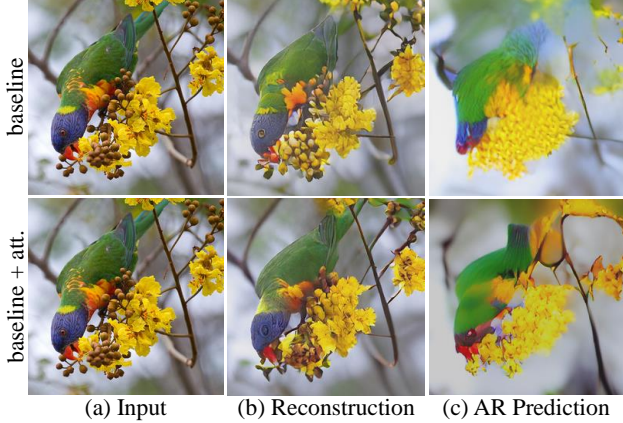 baseline
baseline + att.
(a) Input
(b) Reconstruction
(c) AR Prediction